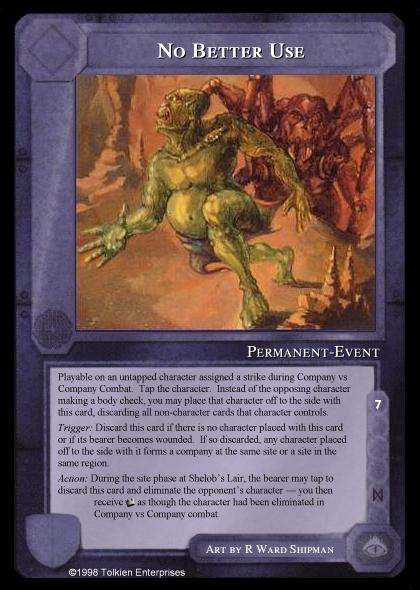 No Better Use
Permanent-Event
Playable on an untapped character assigned a strike during Company vs
Company Combat. Tap the character. Instead of the opposing character
making a body check, you may place that character off to the side with
this card, discarding all non-character cards that character controls.
Trigger: Discard this card if there is no character placed with this card
or if its bearer becomes wounded. If so discarded, any character placed
off to the side with it forms a company at the same site or a site in the
same region.
Action: During the site phase at Shelob's Lair, the bearer may tap to
discard this card and eliminate the opponent's character — you then
receive as though the character had been eliminated in
Company vs Company combat.
7
Art by R Ward Shipman
©1998 Tolkien Enterprises